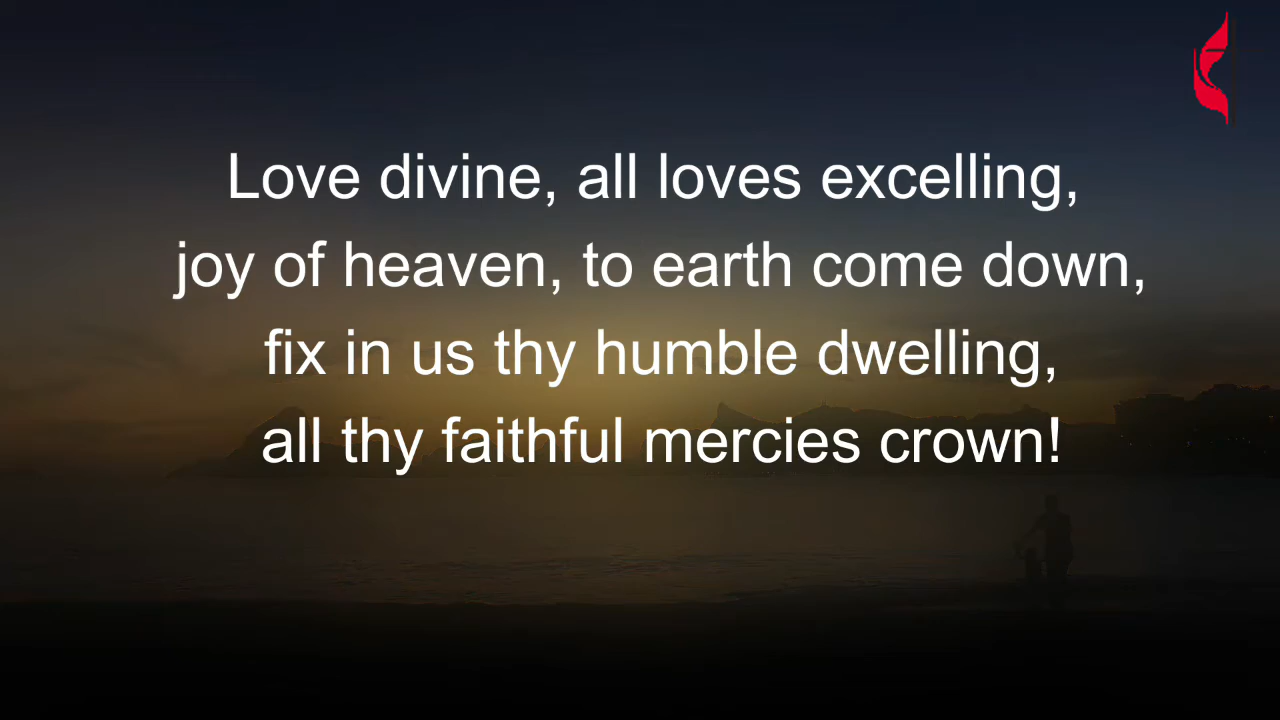 Love divine, all loves excelling,
joy of heaven, to earth come down,
fix in us thy humble dwelling,
all thy faithful mercies crown!